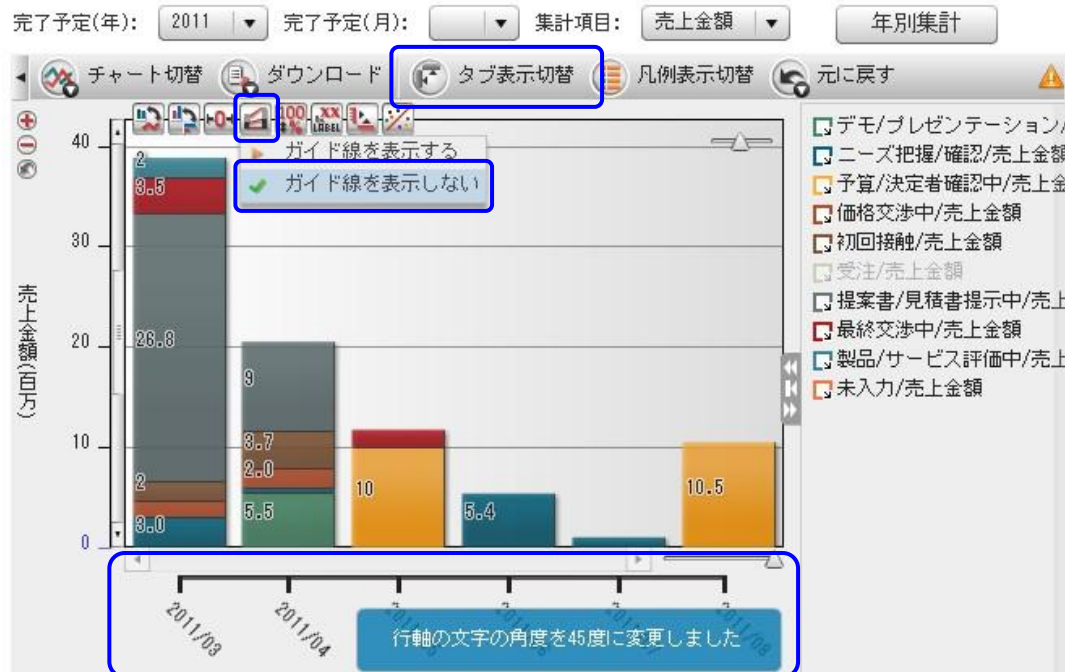 完了予定(年): 2011 完了予定(月): 集計項目: 売上金額 年別集計
チャート切替 ダウンロード タブ表示切替 凡例表示切替 元に戻す
100% XX LABEL
ガイド線を表示する
ガイド線を表示しない
売上金額(百万)
40
30
20
10
0
2
3.5
26.8
2
3.0
9
3.7
2.0
5.5
10
5.4
10.5
デモ/プレゼンテーション/
ニーズ把握/確認/売上金額
予算/決定者確認中/売上金
価格交渉中/売上金額
初回接触/売上金額
受注/売上金額
提案書/見積書提示中/売上
最終交渉中/売上金額
製品/サービス評価中/売上
未入力/売上金額
2011/03 2011/04
行軸の文字の角度を45度に変更しました